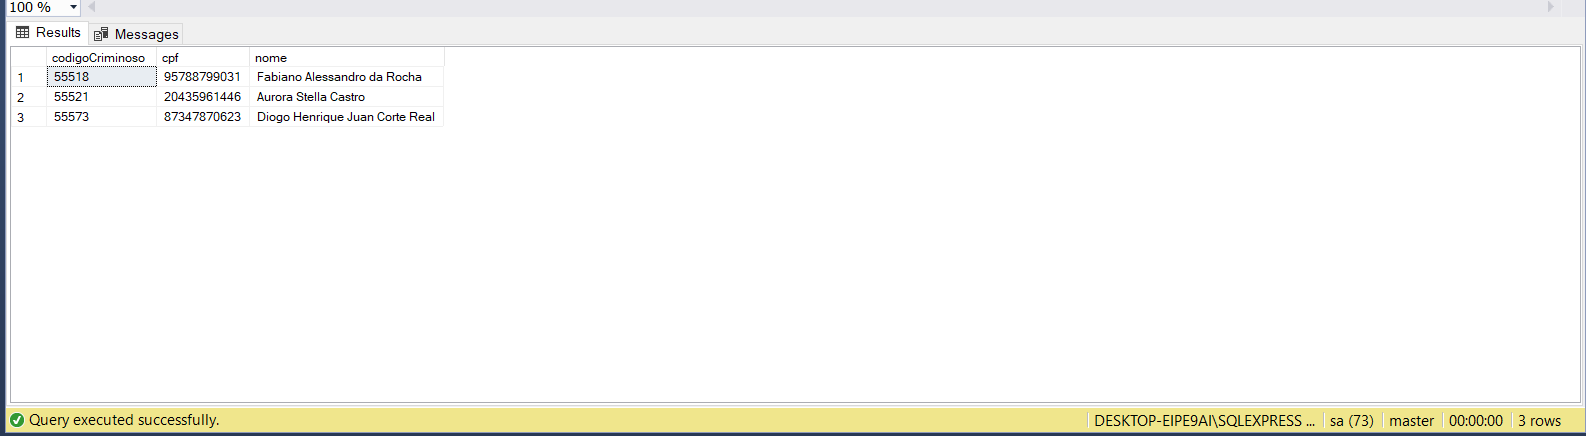 100 %
Results Messages
codigoCriminoso cpf nome
1 55518 95788799031 Fabiano Alessandro da Rocha
2 55521 20435961446 Aurora Stella Castro
3 55573 87347870623 Diogo Henrique Juan Corte Real
Query executed successfully. DESKTOP-EIPE9AI\SQLEXPRESS ... sa (73) master 00:00:00 3 rows